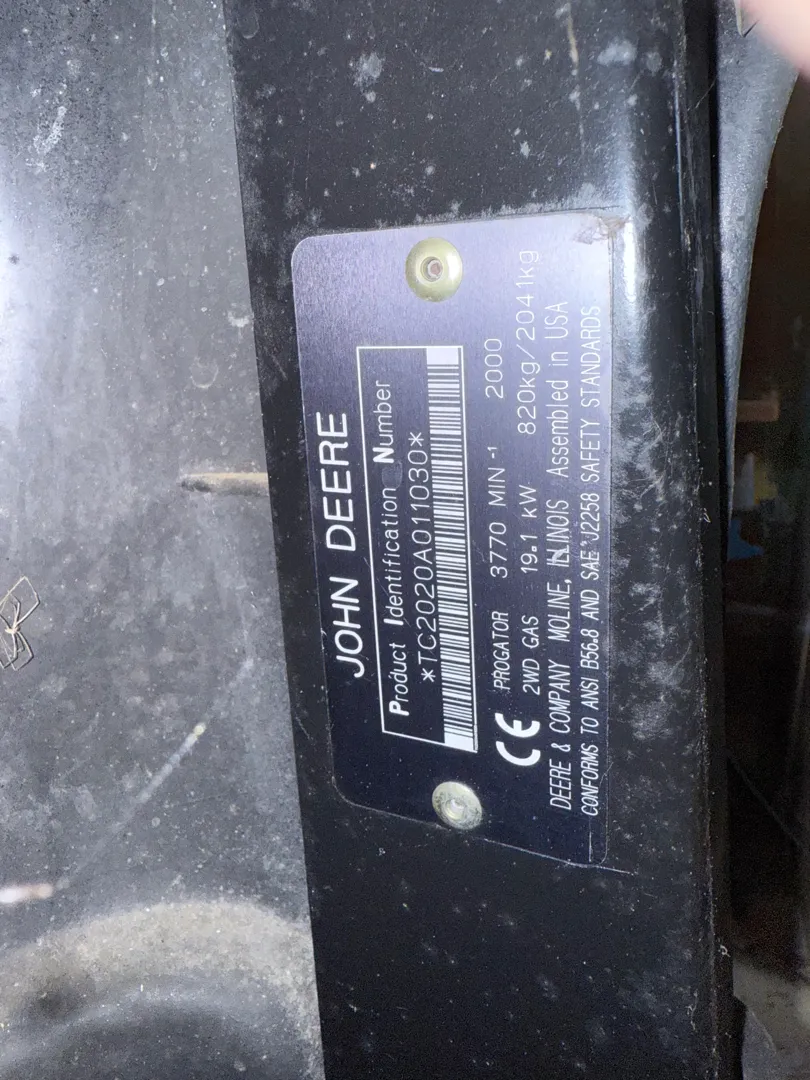 JOHN DEERE
Product Identification Number
*TC2020A011030*
PROGATOR 3770 MIN⁻¹ 2000
CE 2WD GAS 19.1 kW 820kg/2041kg
DEERE & COMPANY MOLINE, ILLINOIS Assembled in USA
CONFORMS TO ANSI B56.8 AND SAE J2258 SAFETY STANDARDS